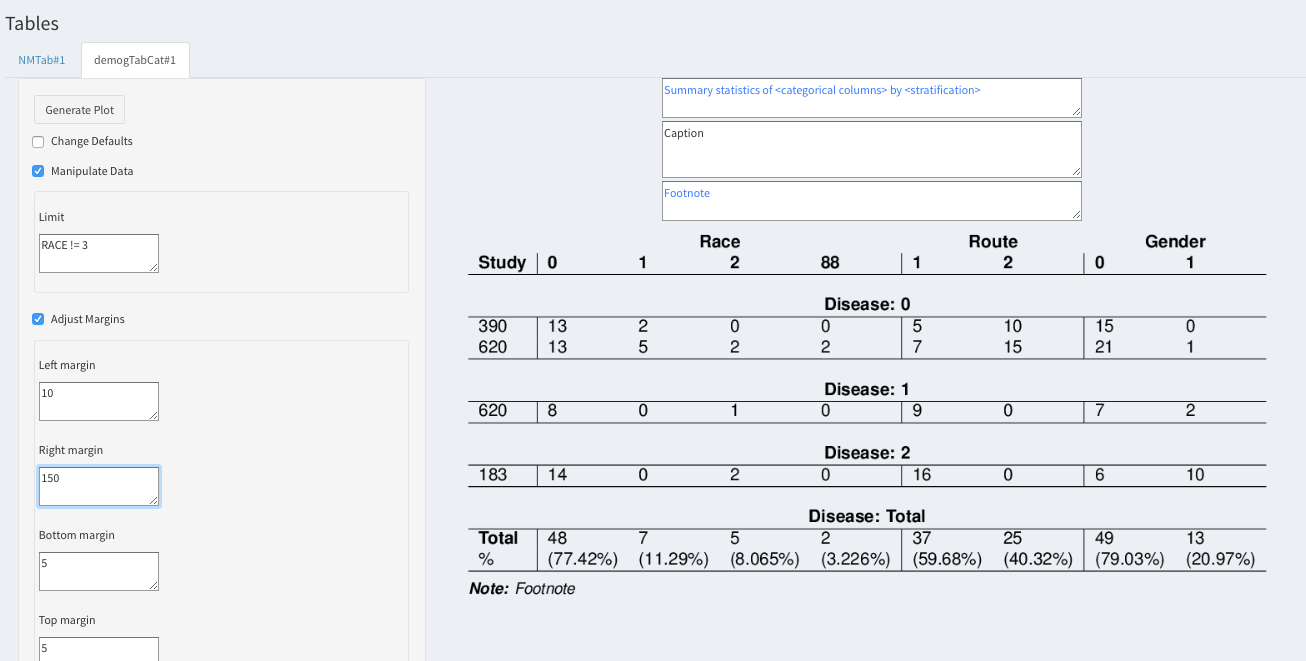 Tables
NMTab#1 demogTabCat#1
Generate Plot
Change Defaults
Manipulate Data
Limit
RACE != 3
Adjust Margins
Left margin
10
Right margin
150
Bottom margin
5
Top margin
5
Summary statistics of <categorical columns> by <stratification>
Caption
Footnote
Race Route Gender
Study 0 1 2 88 1 2 0 1
Disease: 0
390 13 2 0 0 5 10 15 0
620 13 5 2 2 7 15 21 1
Disease: 1
620 8 0 1 0 9 0 7 2
Disease: 2
183 14 0 2 0 16 0 6 10
Disease: Total
Total 48 7 5 2 37 25 49 13
% (77.42%) (11.29%) (8.065%) (3.226%) (59.68%) (40.32%) (79.03%) (20.97%)
Note: Footnote